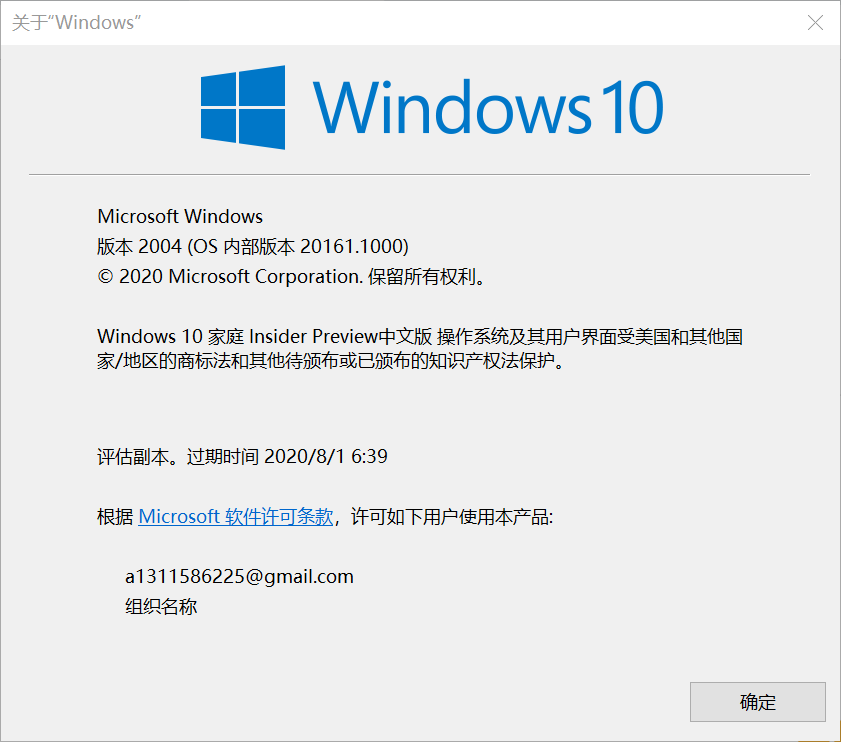 关于“Windows”
Windows 10
Microsoft Windows
版本 2004 (OS 内部版本 20161.1000)
© 2020 Microsoft Corporation. 保留所有权利。
Windows 10 家庭 Insider Preview中文版 操作系统及其用户界面受美国和其他国
家/地区的商标法和其他待颁布或已颁布的知识产权法保护。
评估副本。过期时间 2020/8/1 6:39
根据 Microsoft 软件许可条款，许可如下用户使用本产品:
a1311586225@gmail.com
组织名称
确定